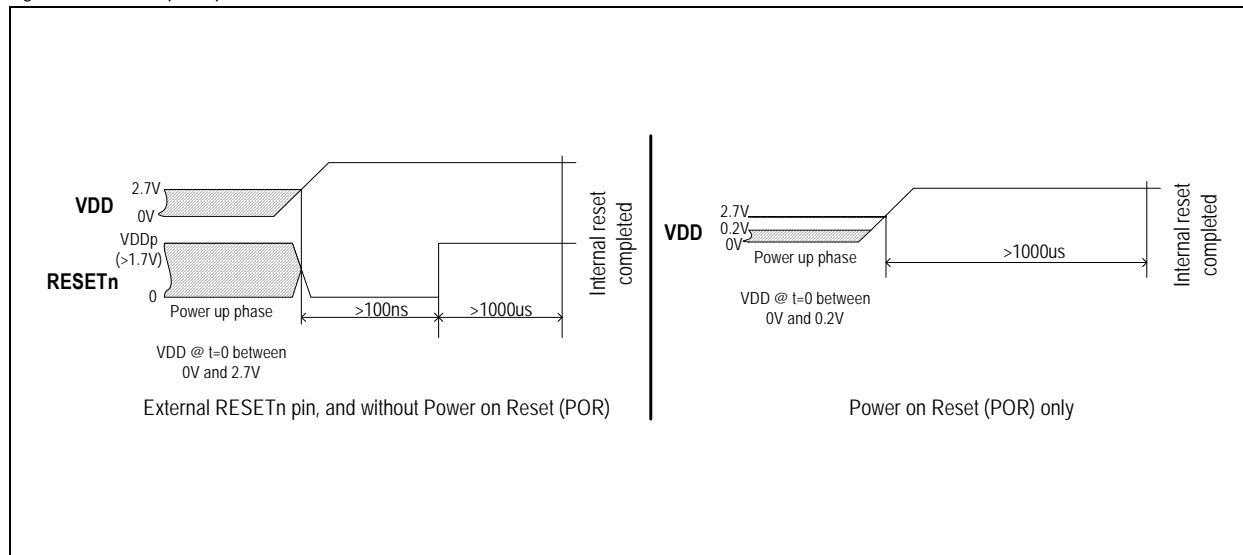 2.7V
VDD
0V
VDDp
(>1.7V)
RESETn
0
Power up phase
>100ns
>1000us
VDD @ t=0 between
0V and 2.7V
Internal reset
completed
External RESETn pin, and without Power on Reset (POR)
2.7V
0.2V
VDD
0V
Power up phase
>1000us
VDD @ t=0 between
0V and 0.2V
Internal reset
completed
Power on Reset (POR) only